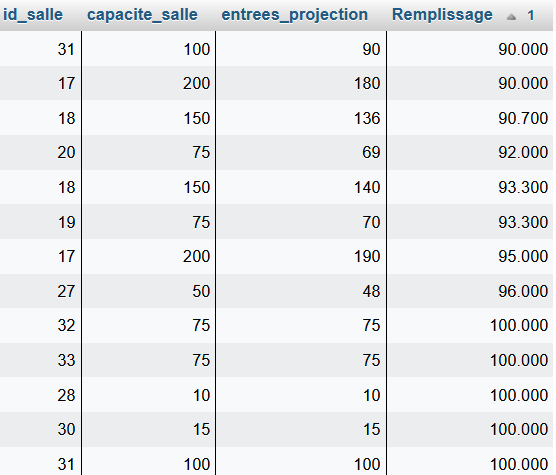 id_salle capacite_salle entrees_projection Remplissage 1
31 100 90 90.000
17 200 180 90.000
18 150 136 90.700
20 75 69 92.000
18 150 140 93.300
19 75 70 93.300
17 200 190 95.000
27 50 48 96.000
32 75 75 100.000
33 75 75 100.000
28 10 10 100.000
30 15 15 100.000
31 100 100 100.000